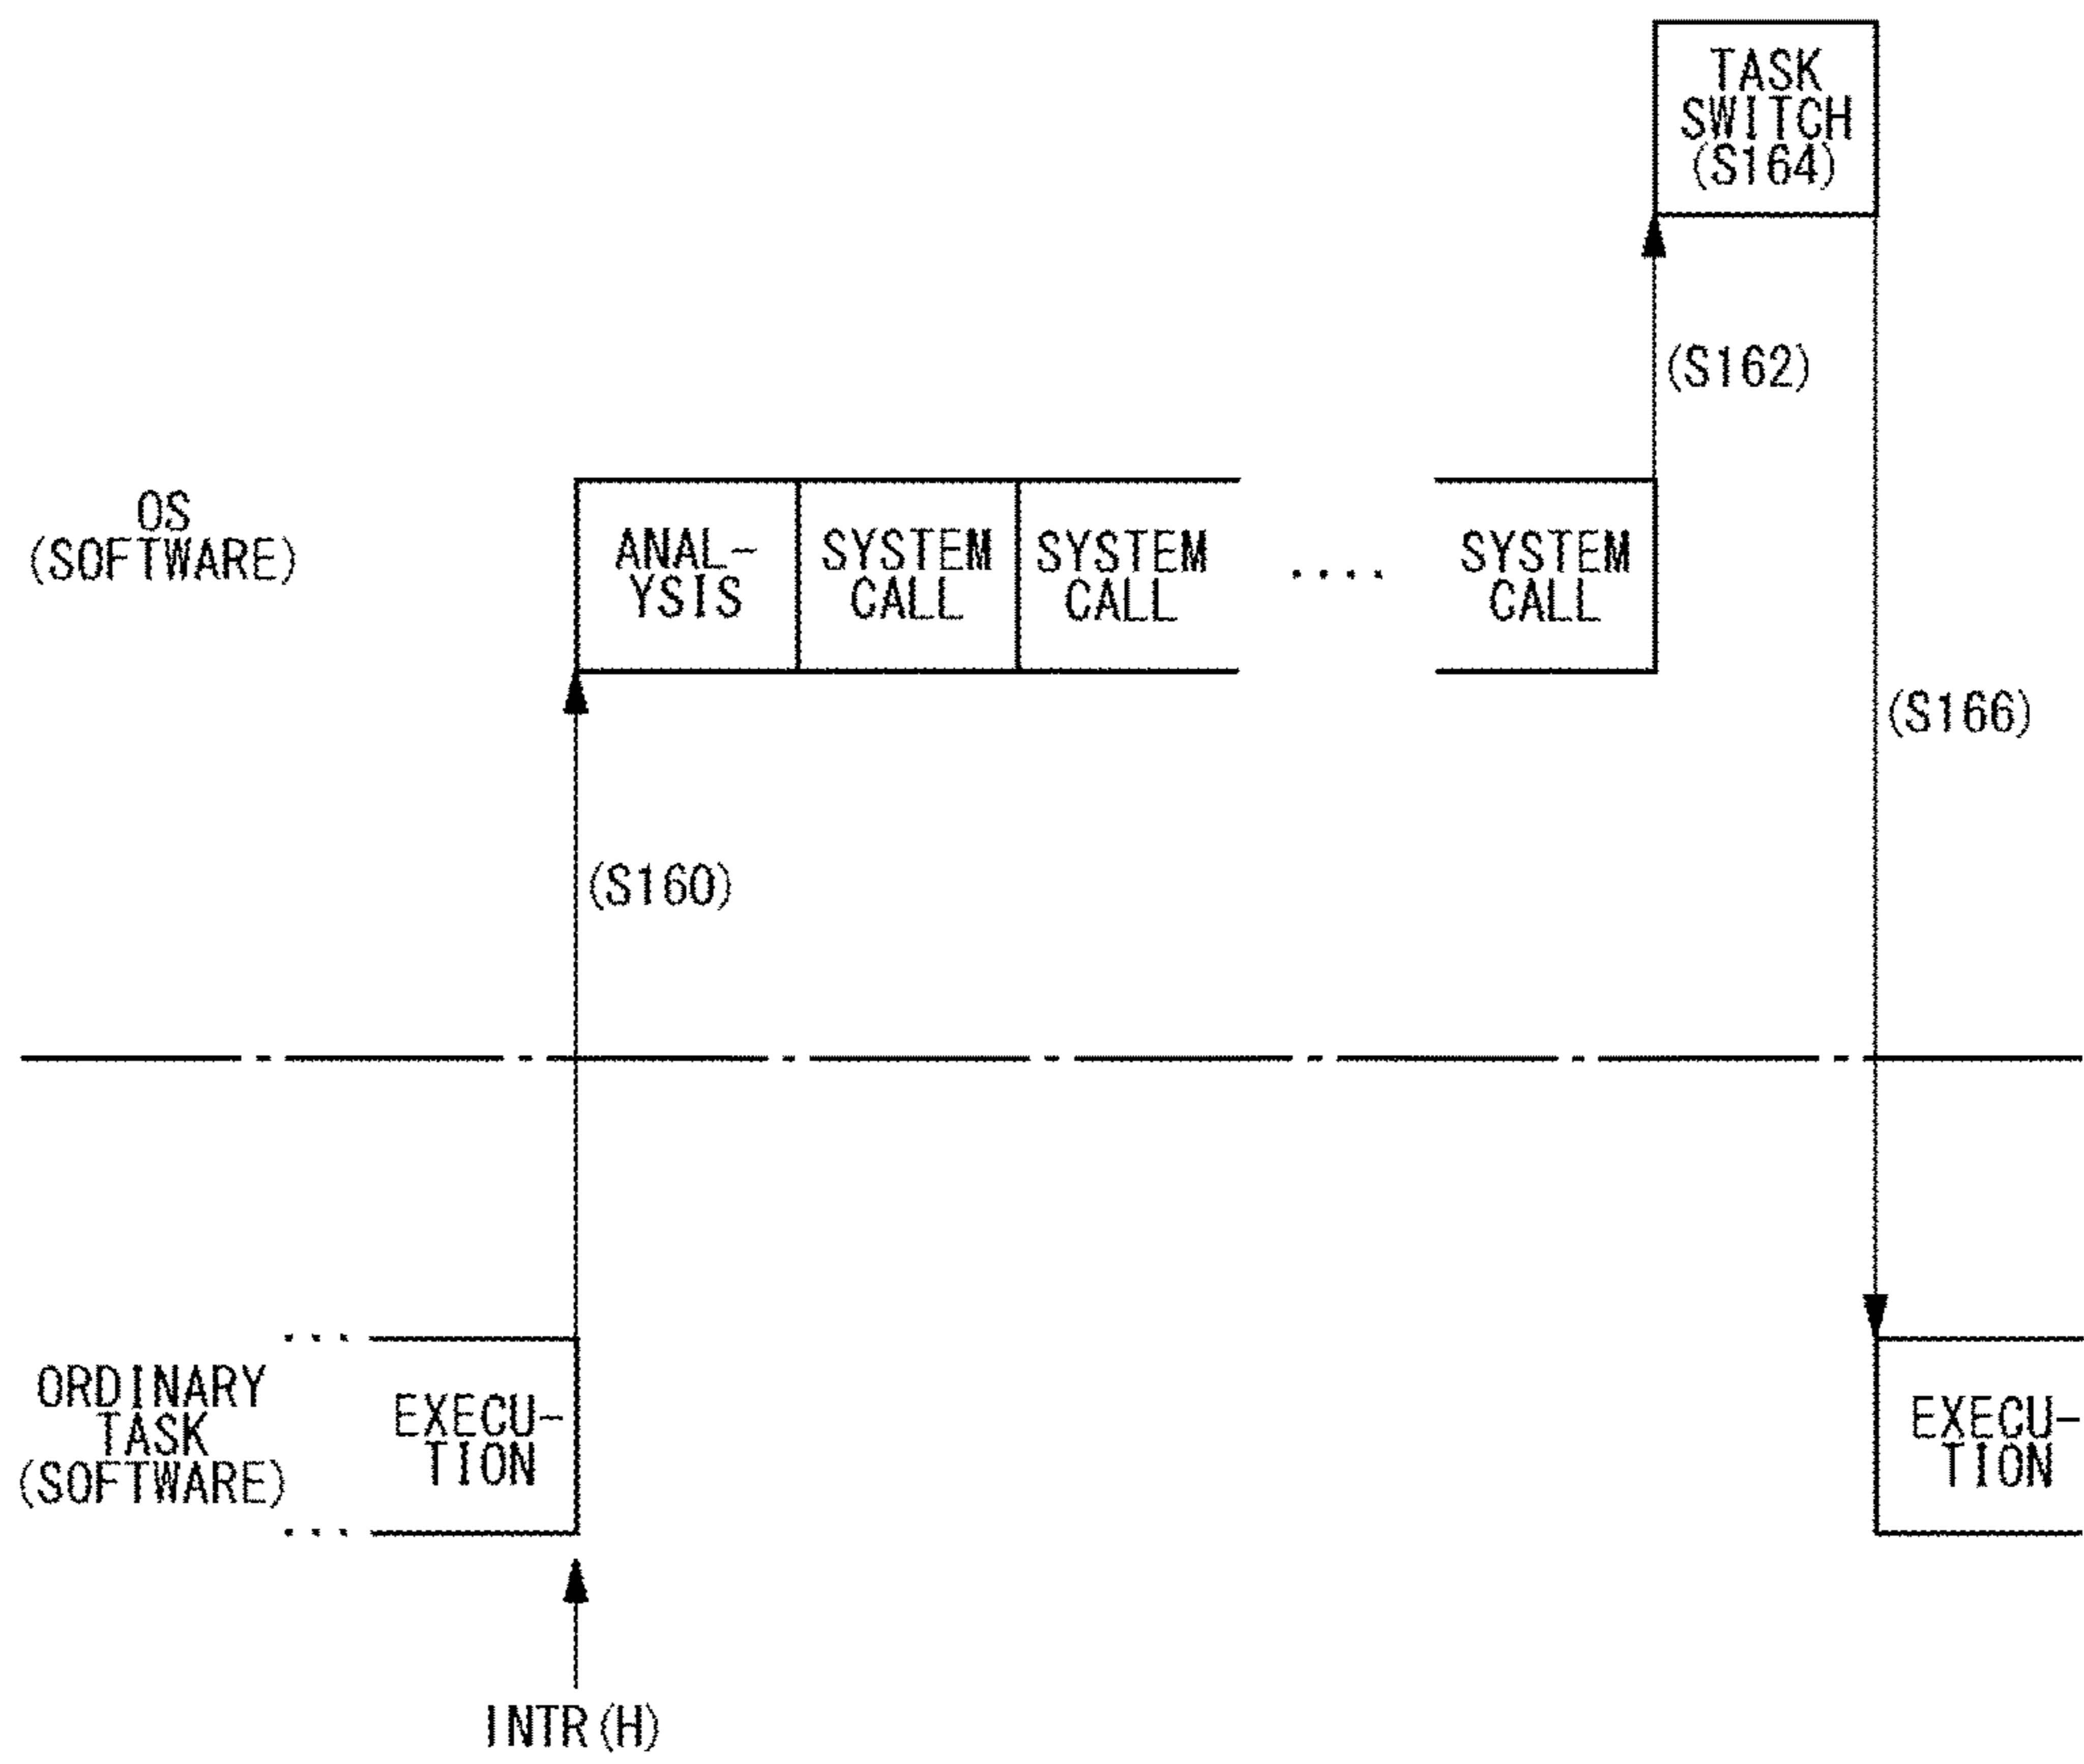 TASK
SWITCH
(S164)
(S162)
OS
(SOFTWARE)
ANAL-
YSIS
SYSTEM
CALL
SYSTEM
CALL
....
SYSTEM
CALL
(S166)
(S160)
ORDINARY
TASK
(SOFTWARE)
...
EXECU-
TION
...
EXECU-
TION
INTR(H)